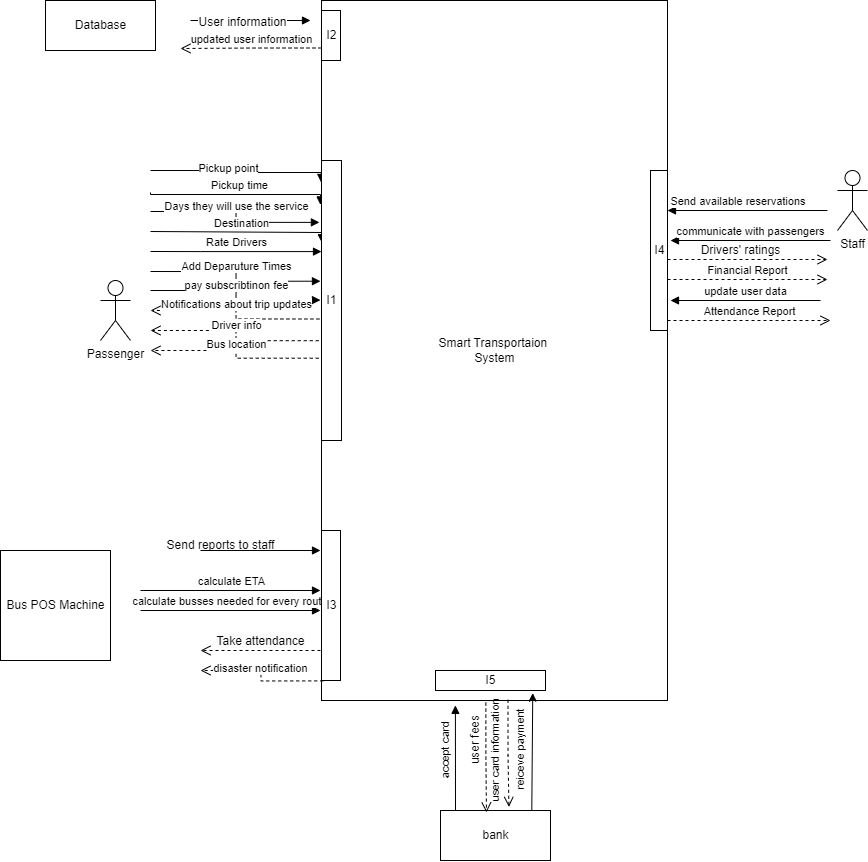 Database
User information
updated user information
I2
Pickup point
Pickup time
Days they will use the service
Destination
Rate Drivers
Add Deparuture Times
pay subscribtinon fee
Notifications about trip updates
Driver info
Bus location
Passenger
I1
Smart Transportaion
System
I4
Send available reservations
communicate with passengers
Drivers' ratings
Financial Report
update user data
Attendance Report
Staff
Send reports to staff
calculate ETA
calculate busses needed for every rout
Take attendance
disaster notification
Bus POS Machine
I3
I5
accept card
user fees
user card information
reiceve payment
bank